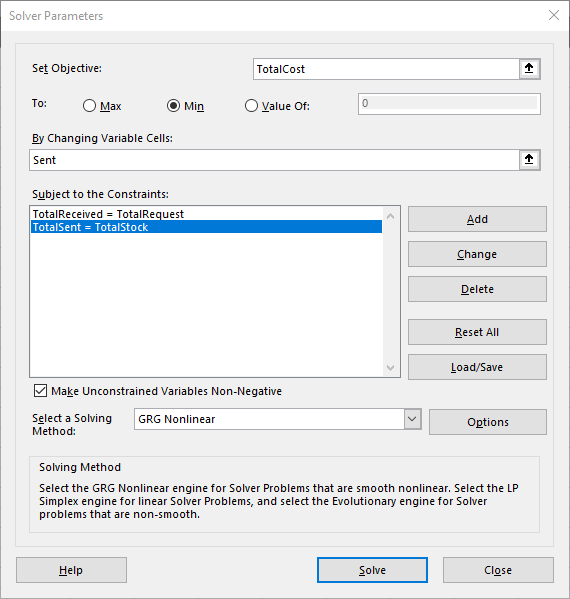 Solver Parameters
Set Objective: TotalCost
To: Max Min Value Of: 0
By Changing Variable Cells:
Sent
Subject to the Constraints:
TotalReceived = TotalRequest
TotalSent = TotalStock
Add
Change
Delete
Reset All
Load/Save
Make Unconstrained Variables Non-Negative
Select a Solving
Method:
GRG Nonlinear
Options
Solving Method
Select the GRG Nonlinear engine for Solver Problems that are smooth nonlinear. Select the LP
Simplex engine for linear Solver Problems, and select the Evolutionary engine for Solver
problems that are non-smooth.
Help
Solve
Close